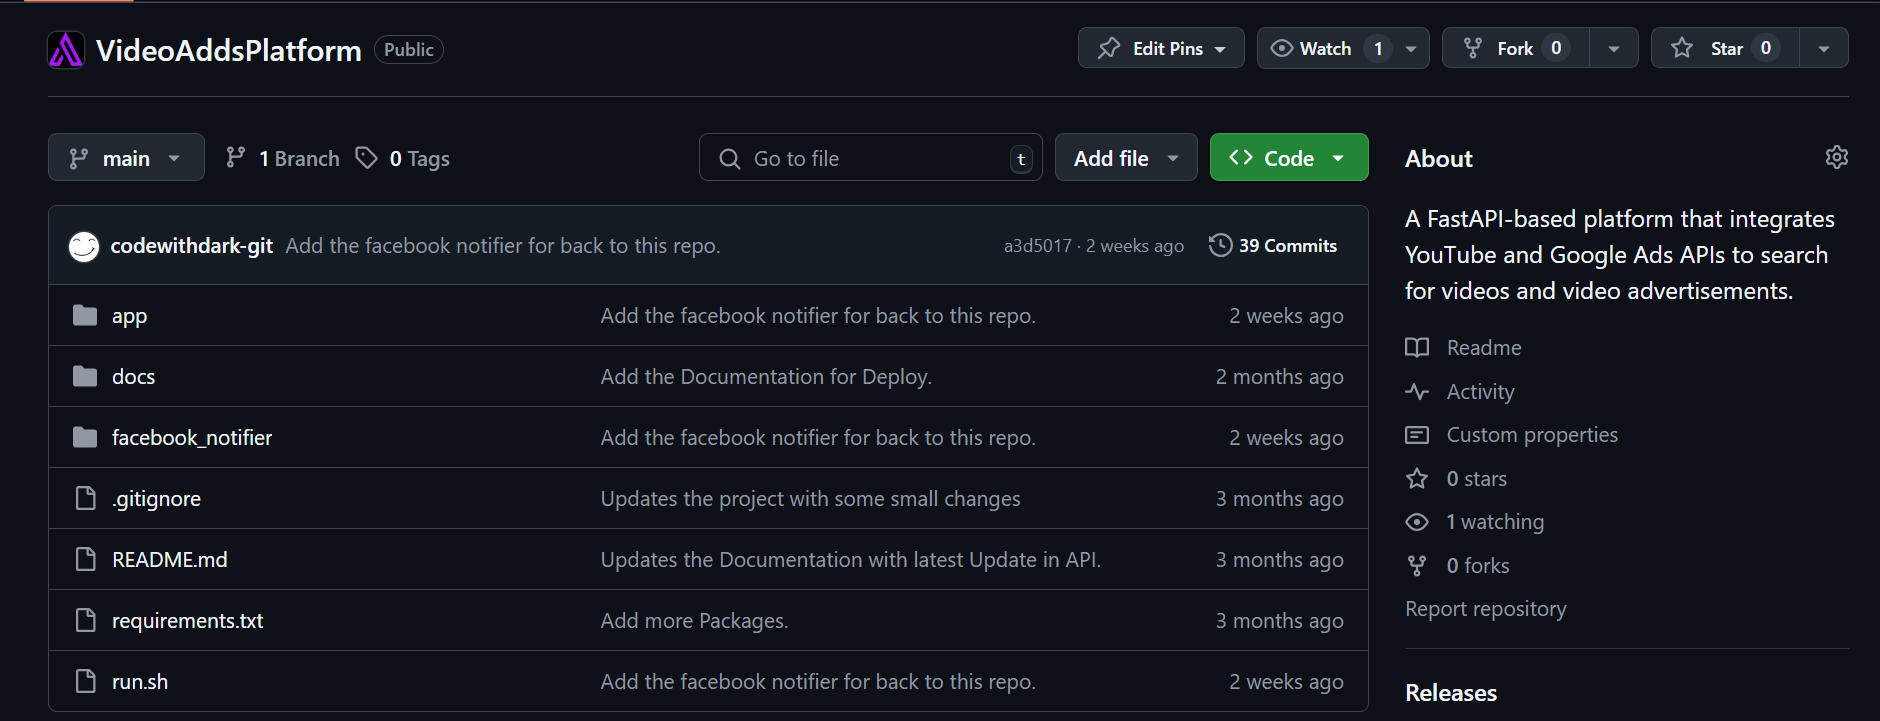 VideoAddsPlatform Public Edit Pins Watch 1 Fork 0 Star 0
main 1 Branch 0 Tags Go to file t Add file Code
codewithdark-git Add the facebook notifier for back to this repo. a3d5017 · 2 weeks ago 39 Commits
app Add the facebook notifier for back to this repo. 2 weeks ago
docs Add the Documentation for Deploy. 2 months ago
facebook_notifier Add the facebook notifier for back to this repo. 2 weeks ago
.gitignore Updates the project with some small changes 3 months ago
README.md Updates the Documentation with latest Update in API. 3 months ago
requirements.txt Add more Packages. 3 months ago
run.sh Add the facebook notifier for back to this repo. 2 weeks ago
About
A FastAPI-based platform that integrates
YouTube and Google Ads APIs to search
for videos and video advertisements.
Readme
Activity
Custom properties
0 stars
1 watching
0 forks
Report repository
Releases